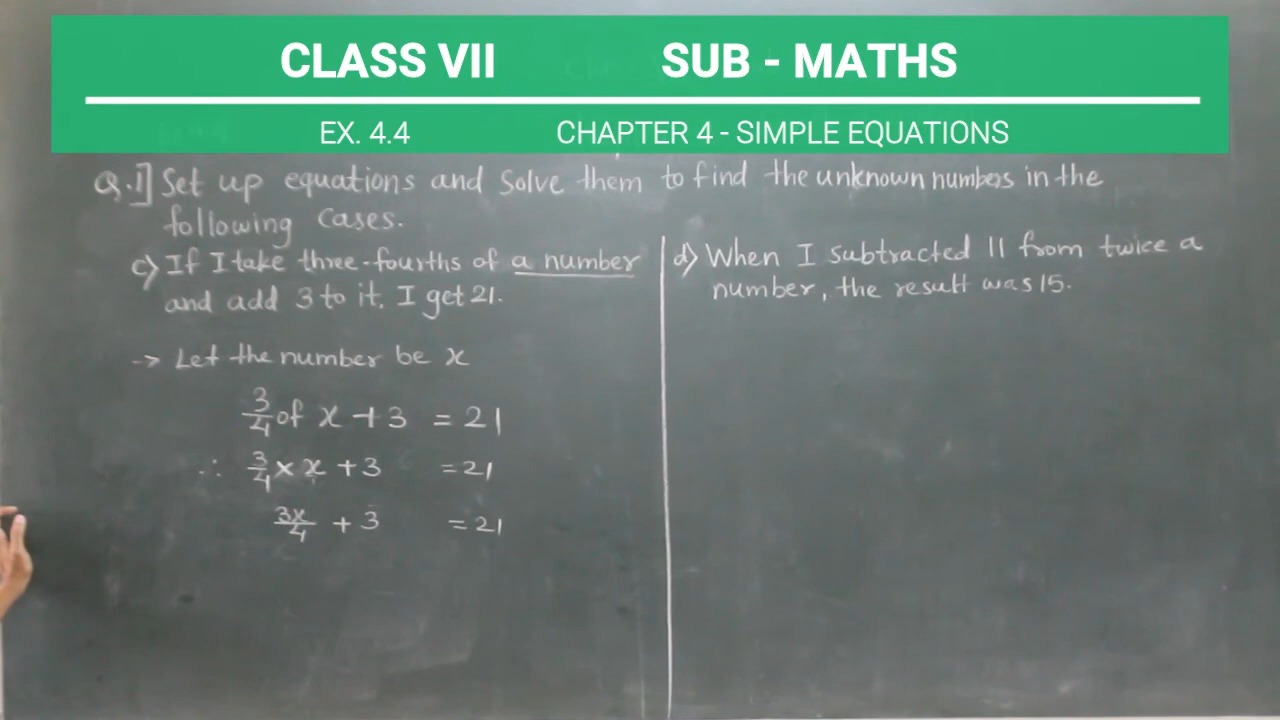 CLASS VII SUB - MATHS
EX. 4.4 CHAPTER 4 - SIMPLE EQUATIONS
Q.1] Set up equations and solve them to find the unknown numbers in the
following cases.
c) If I take three-fourths of a number
and add 3 to it. I get 21.
→ Let the number be x
3/4 of x + 3 = 21
∴ 3/4 × x + 3 = 21
3x/4 + 3 = 21
d) When I subtracted 11 from twice a
number, the result was 15.